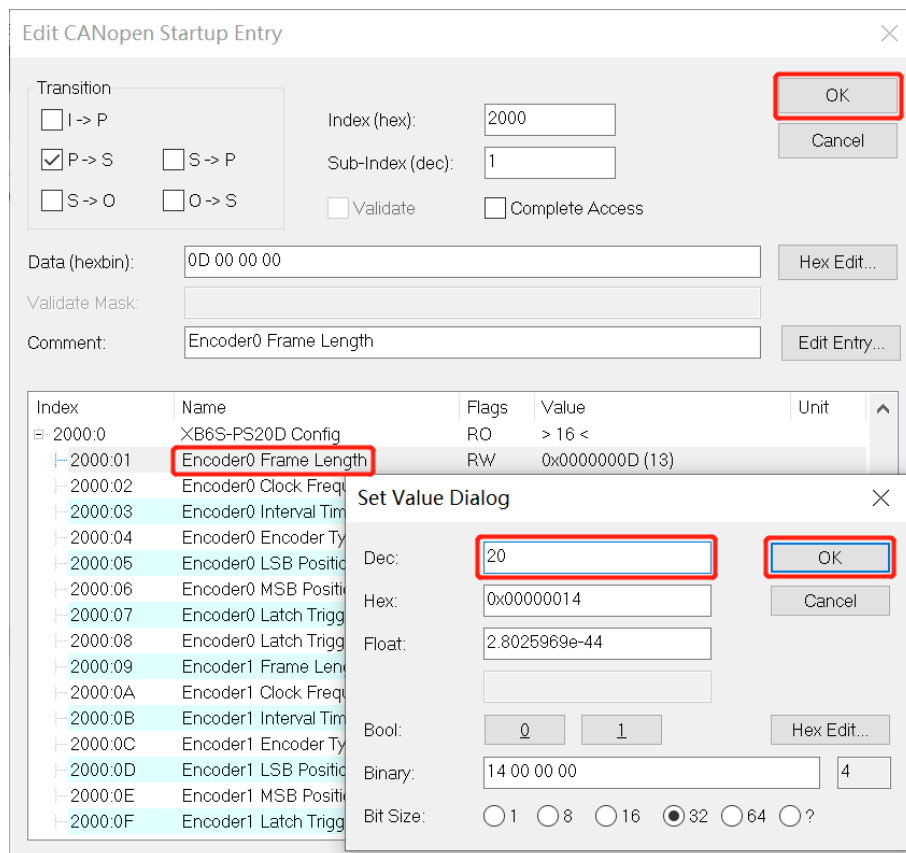 Edit CANopen Startup Entry
Transition
I -> P
P -> S
S -> P
S -> O
O -> S
Index (hex):
2000
Sub-Index (dec):
1
Validate
Complete Access
OK
Cancel
Data (hexbin):
0D 00 00 00
Hex Edit...
Validate Mask:
Comment:
Encoder0 Frame Length
Edit Entry...
Index Name Flags Value Unit
2000:0 XB6S-PS20D Config RO > 16 <
2000:01 Encoder0 Frame Length RW 0x0000000D (13)
2000:02 Encoder0 Clock Frequ
2000:03 Encoder0 Interval Tim
2000:04 Encoder0 Encoder Ty
2000:05 Encoder0 LSB Positic
2000:06 Encoder0 MSB Positi
2000:07 Encoder0 Latch Trigg
2000:08 Encoder0 Latch Trigg
2000:09 Encoder1 Frame Len
2000:0A Encoder1 Clock Frequ
2000:0B Encoder1 Interval Tim
2000:0C Encoder1 Encoder Ty
2000:0D Encoder1 LSB Positic
2000:0E Encoder1 MSB Positi
2000:0F Encoder1 Latch Trigg
Set Value Dialog
Dec:
20
OK
Hex:
0x00000014
Cancel
Float:
2.8025969e-44
Bool:
0
1
Hex Edit...
Binary:
14 00 00 00
4
Bit Size:
1 8 16 32 64 ?